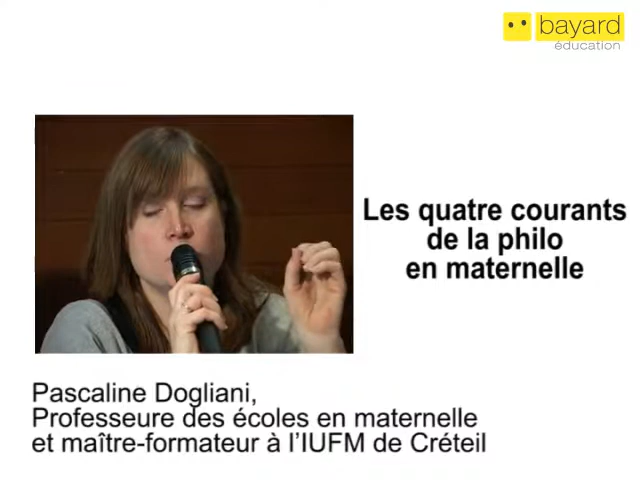 bayard
éducation
Les quatre courants
de la philo
en maternelle
Pascaline Dogliani,
Professeure des écoles en maternelle
et maître-formateur à l'IUFM de Créteil